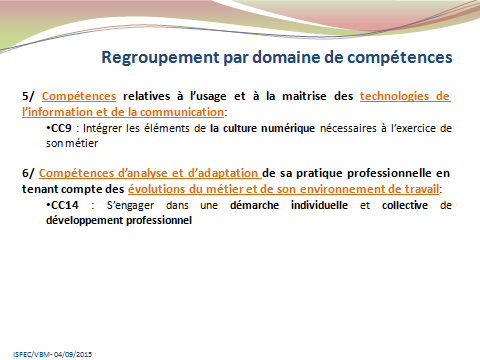 Regroupement par domaine de compétences
5/ Compétences relatives à l'usage et à la maitrise des technologies de
l'information et de la communication:
•CC9 : Intégrer les éléments de la culture numérique nécessaires à l'exercice de
son métier
6/ Compétences d'analyse et d'adaptation de sa pratique professionnelle en
tenant compte des évolutions du métier et de son environnement de travail:
•CC14 : S'engager dans une démarche individuelle et collective de
développement professionnel
ISFEC/VBM- 04/09/2015